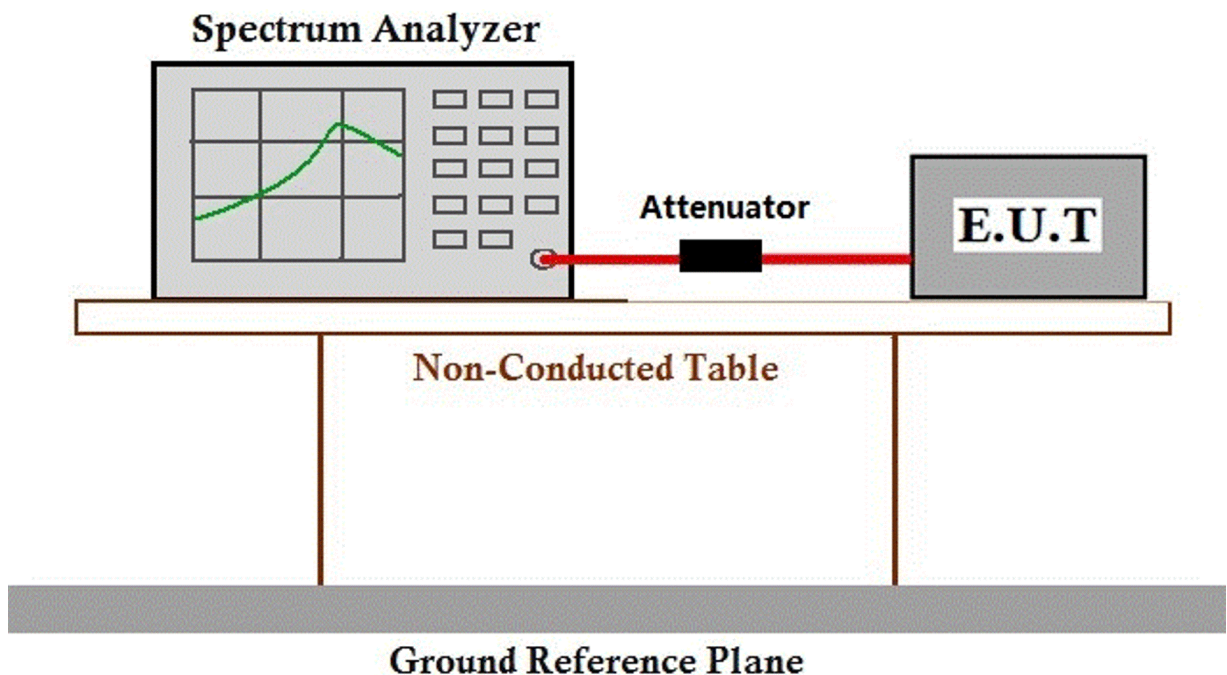 Spectrum Analyzer
Attenuator
E.U.T
Non-Conducted Table
Ground Reference Plane